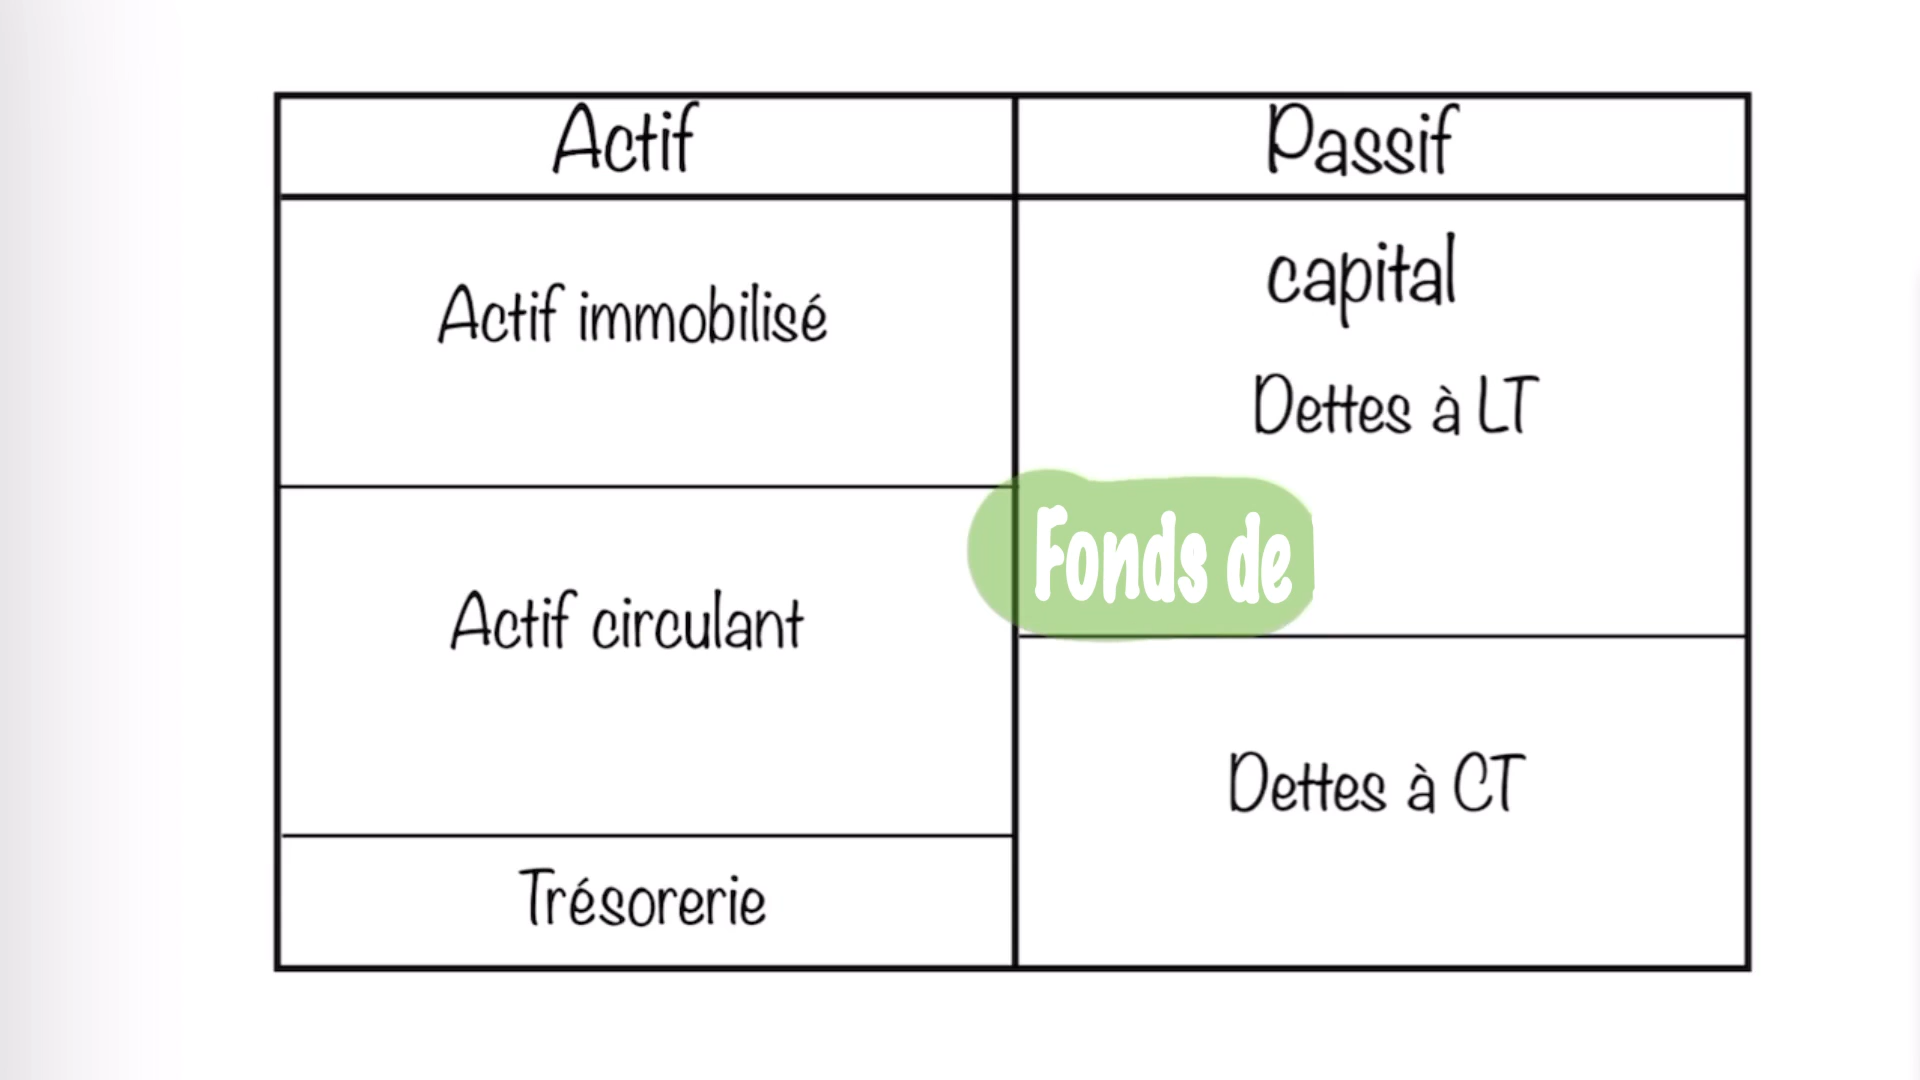 Actif
Passif
Actif immobilisé
capital
Dettes à LT
Fonds de
Actif circulant
Dettes à CT
Trésorerie